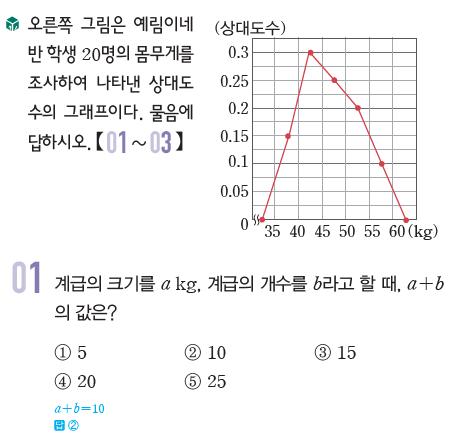 오른쪽 그림은 예림이네
반 학생 20명의 몸무게를
조사하여 나타낸 상대도
수의 그래프이다. 물음에
답하시오.【01~03】
(상대도수)
0.3
0.25
0.2
0.15
0.1
0.05
0
35 40 45 50 55 60(kg)
01 계급의 크기를 a kg, 계급의 개수를 b라고 할 때, a+b
의 값은?
① 5 ② 10 ③ 15
④ 20 ⑤ 25
a+b=10
답 ②